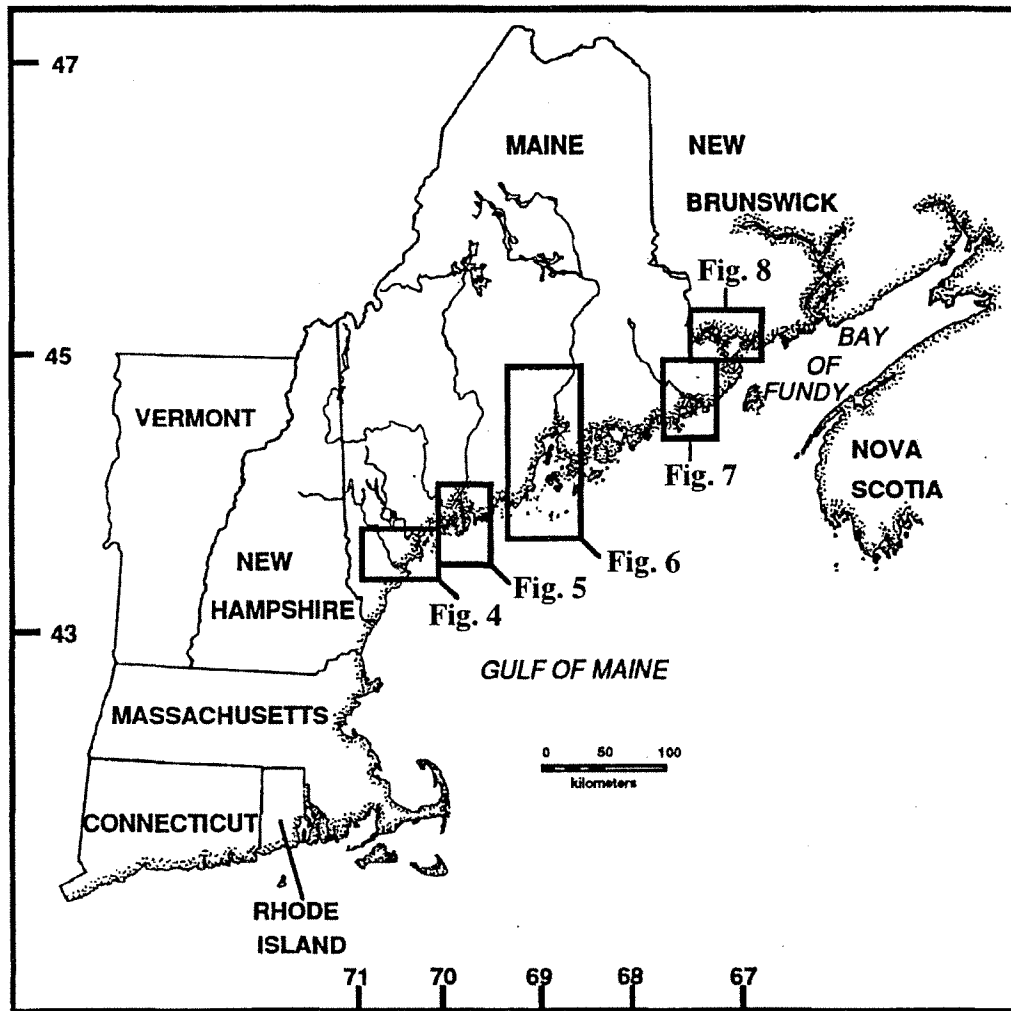 47
MAINE
NEW
BRUNSWICK
Fig. 8
45
BAY
OF
FUNDY
VERMONT
NOVA
SCOTIA
Fig. 7
Fig. 6
NEW
HAMPSHIRE
Fig. 5
Fig. 4
43
GULF OF MAINE
MASSACHUSETTS
0 50 100
kilometers
CONNECTICUT
RHODE
ISLAND
71 70 69 68 67